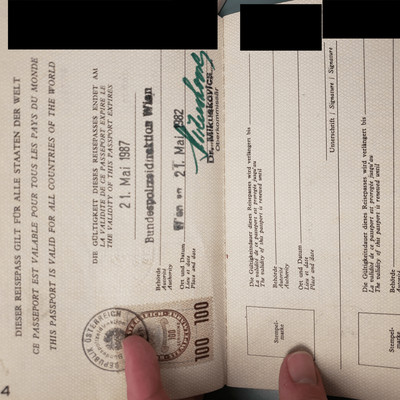 DIESER REISEPASS GILT FÜR ALLE STAATEN DER WELT
CE PASSEPORT EST VALABLE POUR TOUS LES PAYS DU MONDE
THIS PASSPORT IS VALID FOR ALL COUNTRIES OF THE WORLD
DIE GÜLTIGKEIT DIESES REISEPASSES ENDET AM
LA VALIDITÉ DE CE PASSEPORT EXPIRE LE
THE VALIDITY OF THIS PASSPORT EXPIRES
21. Mai 1987
Bundespolizeidirektion Wien
Behörde
Autorité
Authority
Wien am 21. Mai 1982
Ort und Datum
Lieu et date
Place and date
Dr. Mikuskovics
Oberkommissär
REPUBLIK ÖSTERREICH
100
100
100
4
Die Gültigkeitsdauer dieses Reisepasses wird verlängert bis
La validité de ce passeport est prorogée jusqu'au
The validity of this passport is renewed until
Behörde
Autorité
Authority
Ort und Datum
Lieu et date
Place and date
Stempel-
marke
Unterschrift / Signature / Signature
Die Gültigkeitsdauer dieses Reisepasses wird verlängert bis
La validité de ce passeport est prorogée jusqu'au
The validity of this passport is renewed until
Stempel-
marke